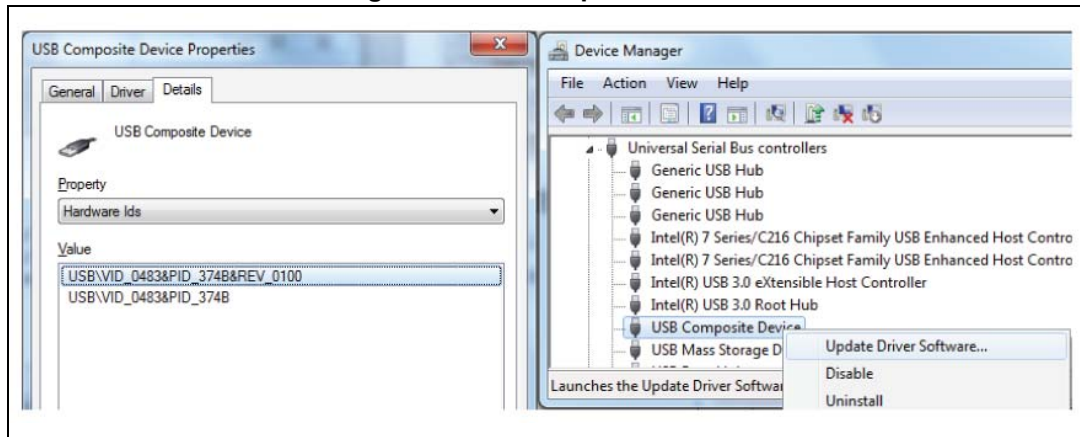 USB Composite Device Properties
General Driver Details
USB Composite Device
Property
Hardware Ids
Value
USB\VID_0483&PID_374B&REV_0100
USB\VID_0483&PID_374B
Device Manager
File Action View Help
Universal Serial Bus controllers
Generic USB Hub
Generic USB Hub
Generic USB Hub
Intel(R) 7 Series/C216 Chipset Family USB Enhanced Host Contro
Intel(R) 7 Series/C216 Chipset Family USB Enhanced Host Contro
Intel(R) USB 3.0 eXtensible Host Controller
Intel(R) USB 3.0 Root Hub
USB Composite Device
USB Mass Storage D
Launches the Update Driver Softwar
Update Driver Software...
Disable
Uninstall